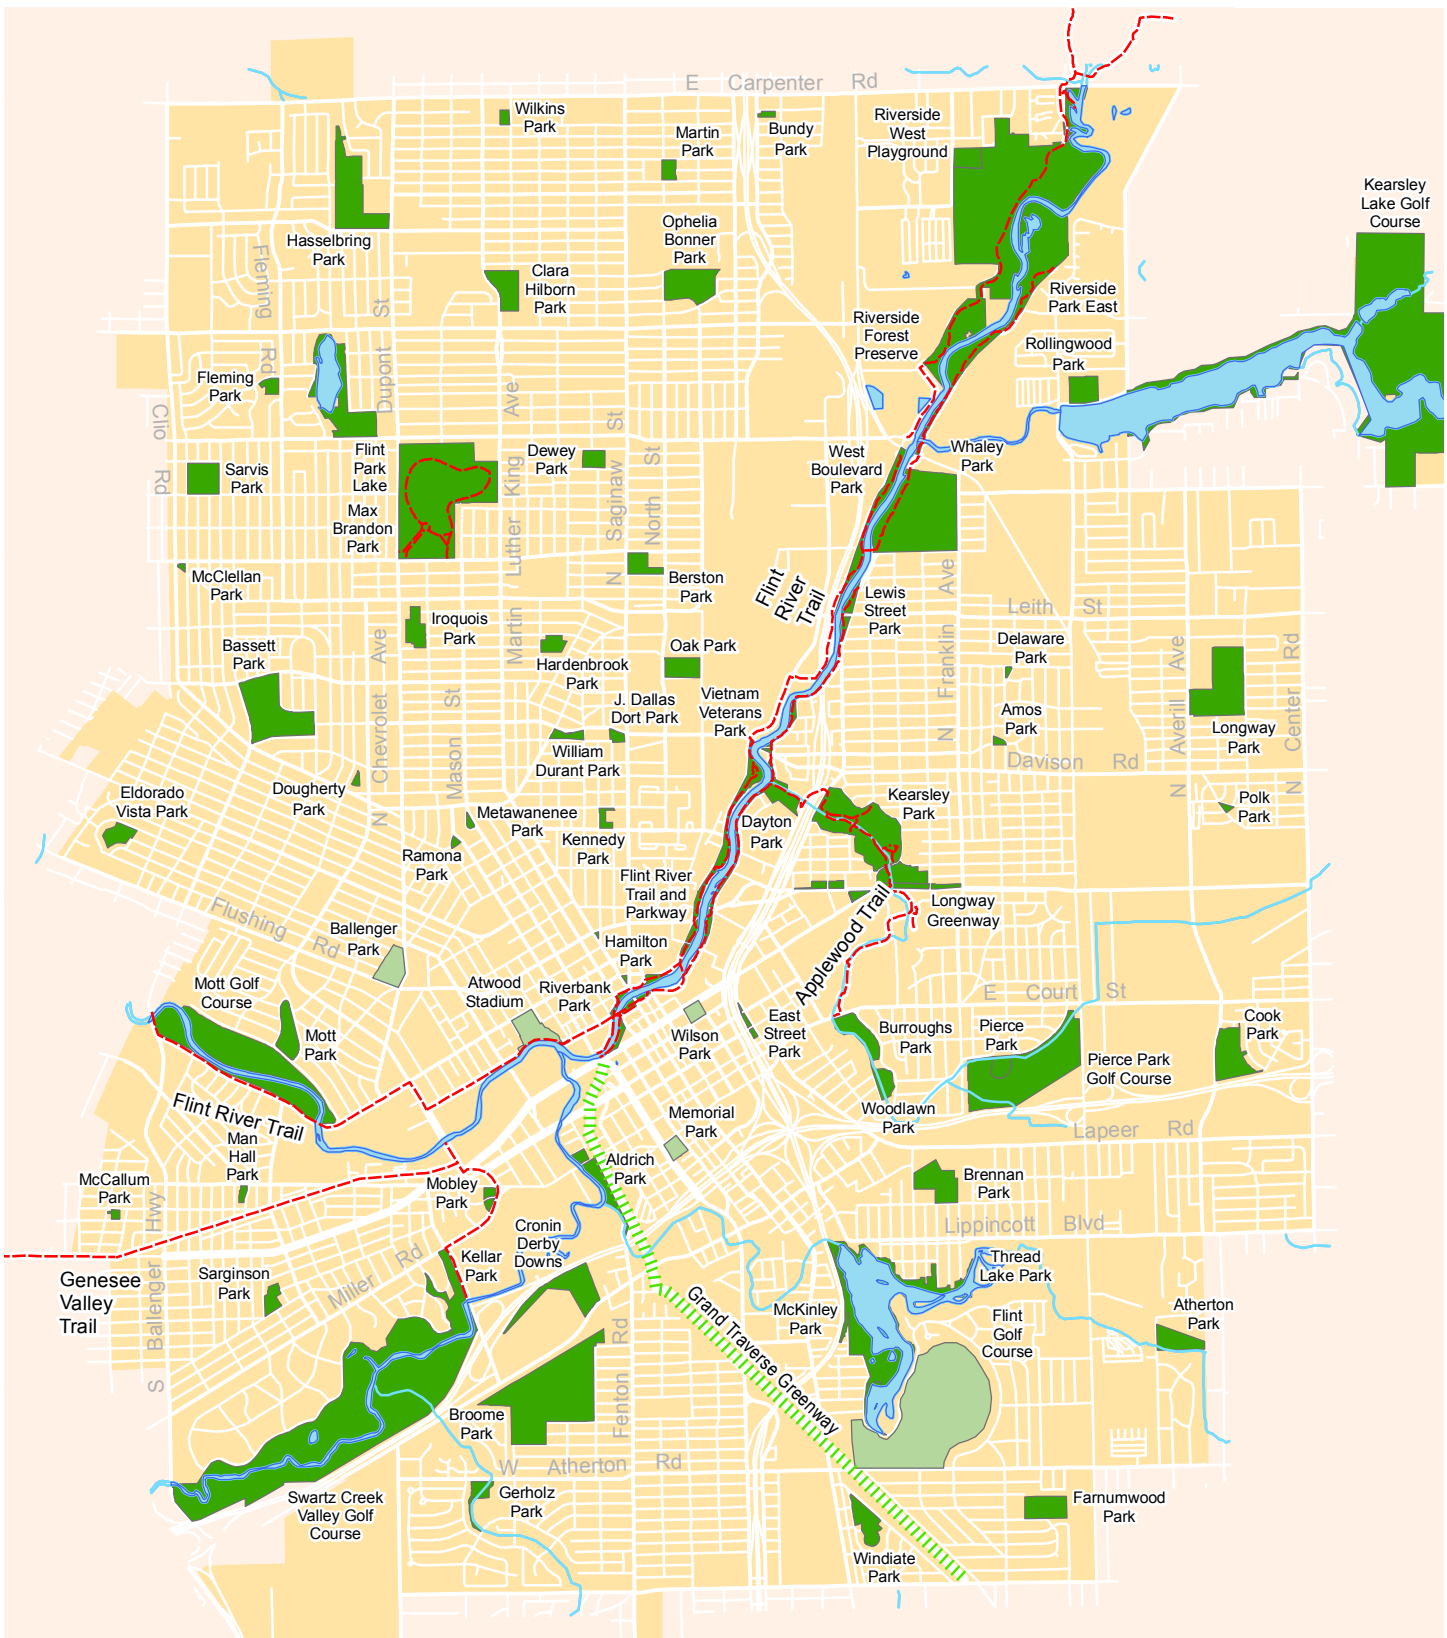 E Carpenter Rd
Wilkins
Park
Martin
Park
Bundy
Park
Riverside
West
Playground
Kearsley
Lake Golf
Course
Hasselbring
Park
Ophelia
Bonner
Park
Clara
Hilborn
Park
Fleming
Rd
Dupont
St
Riverside
Park East
Riverside
Forest
Preserve
Rollingwood
Park
Fleming
Park
Clio
Rd
Sarvis
Park
Flint
Park
Lake
Max
Brandon
Park
Dewey
Park
Martin Luther King Ave
N Saginaw St
North St
West
Boulevard
Park
Whaley
Park
McClellan
Park
Berston
Park
Flint
River
Trail
Lewis
Street
Park
N Franklin Ave
Leith St
Iroquois
Park
Bassett
Park
Hardenbrook
Park
Oak Park
Delaware
Park
N Averill Ave
N Center Rd
N Chevrolet Ave
Mason St
J. Dallas
Dort Park
Vietnam
Veterans
Park
Amos
Park
Longway
Park
William
Durant Park
Davison Rd
Eldorado
Vista Park
Dougherty
Park
Metawanenee
Park
Kennedy
Park
Dayton
Park
Kearsley
Park
Polk
Park
Ramona
Park
Flint River
Trail and
Parkway
Applewood Trail
Longway
Greenway
Flushing Rd
Ballenger
Park
Hamilton
Park
Mott Golf
Course
Atwood
Stadium
Riverbank
Park
E Court St
Mott
Park
Wilson
Park
East
Street
Park
Burroughs
Park
Pierce
Park
Cook
Park
Pierce Park
Golf Course
Flint River Trail
Memorial
Park
Woodlawn
Park
Lapeer Rd
Man
Hall
Park
McCallum
Park
Mobley
Park
Aldrich
Park
Brennan
Park
S Ballenger Hwy
Cronin
Derby
Downs
Lippincott Blvd
Genesee
Valley
Trail
Sarginson
Park
Miller Rd
Kellar
Park
Thread
Lake Park
Grand Traverse Greenway
McKinley
Park
Flint
Golf
Course
Atherton
Park
Fenton Rd
Broome
Park
W Atherton Rd
Swartz Creek
Valley Golf
Course
Gerholz
Park
Farnumwood
Park
Windiate
Park